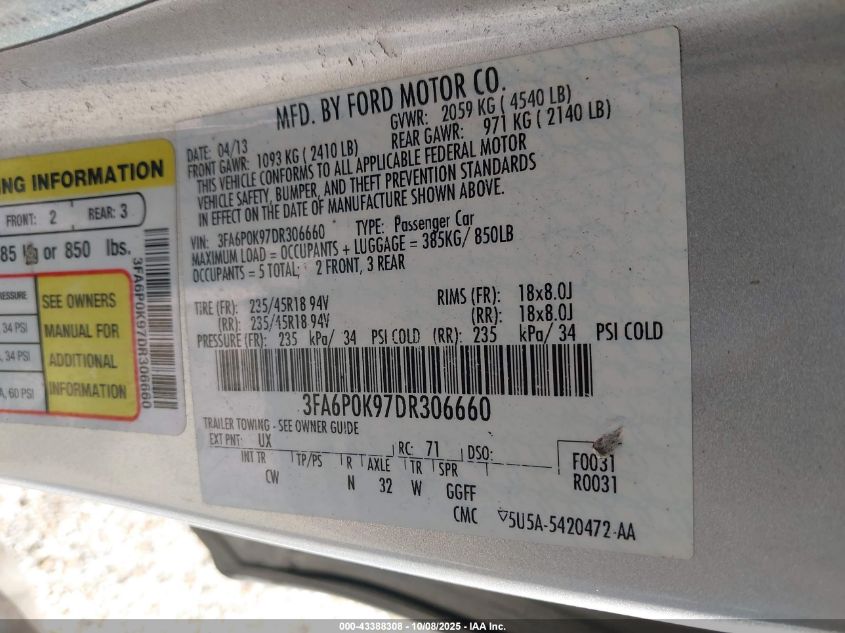 NG INFORMATION
FRONT: 2 REAR: 3
85 or 850 lbs.
RESSURE
34 PSI
34 PSI
60 PSI
SEE OWNERS
MANUAL FOR
ADDITIONAL
INFORMATION
3FA6P0K97DR306660
MFD. BY FORD MOTOR CO.
DATE: 04/13 GVWR: 2059 KG ( 4540 LB)
FRONT GAWR: 1093 KG ( 2410 LB) REAR GAWR: 971 KG ( 2140 LB)
THIS VEHICLE CONFORMS TO ALL APPLICABLE FEDERAL MOTOR
VEHICLE SAFETY, BUMPER, AND THEFT PREVENTION STANDARDS
IN EFFECT ON THE DATE OF MANUFACTURE SHOWN ABOVE.
VIN: 3FA6P0K97DR306660 TYPE: Passenger Car
MAXIMUM LOAD = OCCUPANTS + LUGGAGE = 385KG/ 850LB
OCCUPANTS = 5 TOTAL; 2 FRONT, 3 REAR
TIRE (FR): 235/45R18 94V RIMS (FR): 18x8.0J
(RR): 235/45R18 94V (RR): 18x8.0J
PRESSURE (FR): 235 kPa/ 34 PSI COLD (RR): 235 kPa/ 34 PSI COLD
3FA6P0K97DR306660
TRAILER TOWING - SEE OWNER GUIDE
EXT PNT: UX RC: 71 DSO: F0031
INT TR TP/PS R AXLE TR SPR R0031
CW N 32 W GGFF
CMC 5U5A-5420472-AA
000-43388308 • 10/08/2025 • IAA Inc.